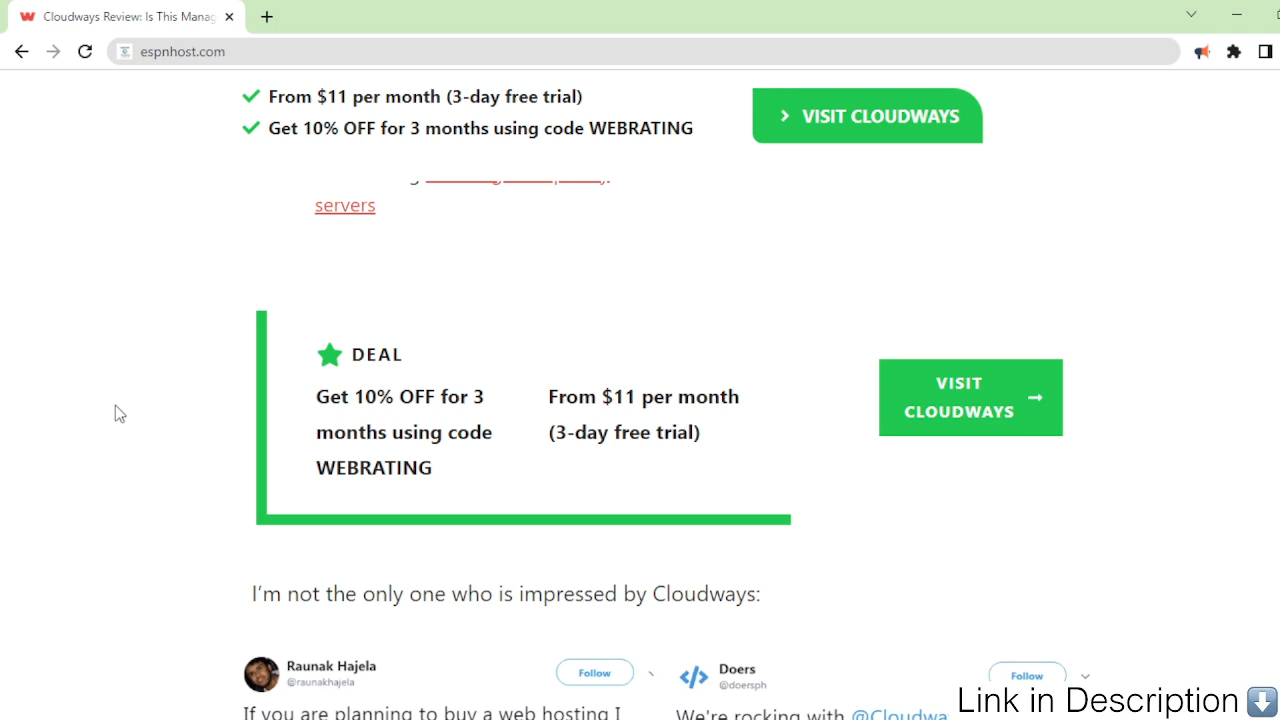 Cloudways Review: Is This Manag
espnhost.com
From $11 per month (3-day free trial)
Get 10% OFF for 3 months using code WEBRATING
VISIT CLOUDWAYS
servers
DEAL
Get 10% OFF for 3
months using code
WEBRATING
From $11 per month
(3-day free trial)
VISIT
CLOUDWAYS
I'm not the only one who is impressed by Cloudways:
Raunak Hajela
@raunakhajela
Follow
If you are planning to buy a web hosting I
Doers
@doersph
Follow
We're rocking with @Cloudwa
Link in Description